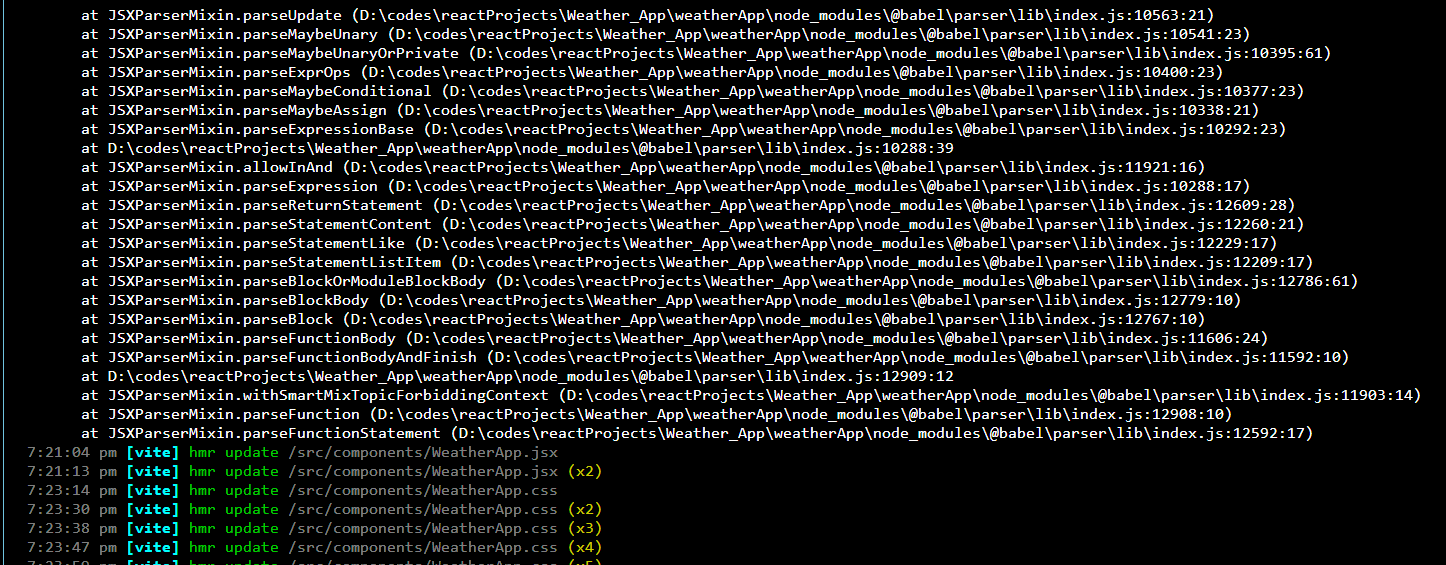 at JSXParserMixin.parseUpdate (D:\codes\reactProjects\Weather_App\weatherApp\node_modules\@babel\parser\lib\index.js:10563:21)
at JSXParserMixin.parseMaybeUnary (D:\codes\reactProjects\Weather_App\weatherApp\node_modules\@babel\parser\lib\index.js:10541:23)
at JSXParserMixin.parseMaybeUnaryOrPrivate (D:\codes\reactProjects\Weather_App\weatherApp\node_modules\@babel\parser\lib\index.js:10395:61)
at JSXParserMixin.parseExprOps (D:\codes\reactProjects\Weather_App\weatherApp\node_modules\@babel\parser\lib\index.js:10400:23)
at JSXParserMixin.parseMaybeConditional (D:\codes\reactProjects\Weather_App\weatherApp\node_modules\@babel\parser\lib\index.js:10377:23)
at JSXParserMixin.parseMaybeAssign (D:\codes\reactProjects\Weather_App\weatherApp\node_modules\@babel\parser\lib\index.js:10338:21)
at JSXParserMixin.parseExpressionBase (D:\codes\reactProjects\Weather_App\weatherApp\node_modules\@babel\parser\lib\index.js:10292:23)
at D:\codes\reactProjects\Weather_App\weatherApp\node_modules\@babel\parser\lib\index.js:10288:39
at JSXParserMixin.allowInAnd (D:\codes\reactProjects\Weather_App\weatherApp\node_modules\@babel\parser\lib\index.js:11921:16)
at JSXParserMixin.parseExpression (D:\codes\reactProjects\Weather_App\weatherApp\node_modules\@babel\parser\lib\index.js:10288:17)
at JSXParserMixin.parseReturnStatement (D:\codes\reactProjects\Weather_App\weatherApp\node_modules\@babel\parser\lib\index.js:12609:28)
at JSXParserMixin.parseStatementContent (D:\codes\reactProjects\Weather_App\weatherApp\node_modules\@babel\parser\lib\index.js:12260:21)
at JSXParserMixin.parseStatementLike (D:\codes\reactProjects\Weather_App\weatherApp\node_modules\@babel\parser\lib\index.js:12229:17)
at JSXParserMixin.parseStatementListItem (D:\codes\reactProjects\Weather_App\weatherApp\node_modules\@babel\parser\lib\index.js:12209:17)
at JSXParserMixin.parseBlockOrModuleBlockBody (D:\codes\reactProjects\Weather_App\weatherApp\node_modules\@babel\parser\lib\index.js:12786:61)
at JSXParserMixin.parseBlockBody (D:\codes\reactProjects\Weather_App\weatherApp\node_modules\@babel\parser\lib\index.js:12779:10)
at JSXParserMixin.parseBlock (D:\codes\reactProjects\Weather_App\weatherApp\node_modules\@babel\parser\lib\index.js:12767:10)
at JSXParserMixin.parseFunctionBody (D:\codes\reactProjects\Weather_App\weatherApp\node_modules\@babel\parser\lib\index.js:11606:24)
at JSXParserMixin.parseFunctionBodyAndFinish (D:\codes\reactProjects\Weather_App\weatherApp\node_modules\@babel\parser\lib\index.js:11592:10)
at D:\codes\reactProjects\Weather_App\weatherApp\node_modules\@babel\parser\lib\index.js:12909:12
at JSXParserMixin.withSmartMixTopicForbiddingContext (D:\codes\reactProjects\Weather_App\weatherApp\node_modules\@babel\parser\lib\index.js:11903:14)
at JSXParserMixin.parseFunction (D:\codes\reactProjects\Weather_App\weatherApp\node_modules\@babel\parser\lib\index.js:12908:10)
at JSXParserMixin.parseFunctionStatement (D:\codes\reactProjects\Weather_App\weatherApp\node_modules\@babel\parser\lib\index.js:12592:17)
7:21:04 pm [vite] hmr update /src/components/WeatherApp.jsx
7:21:13 pm [vite] hmr update /src/components/WeatherApp.jsx (x2)
7:23:14 pm [vite] hmr update /src/components/WeatherApp.css
7:23:30 pm [vite] hmr update /src/components/WeatherApp.css (x2)
7:23:38 pm [vite] hmr update /src/components/WeatherApp.css (x3)
7:23:47 pm [vite] hmr update /src/components/WeatherApp.css (x4)
pm [vite] hmr update /src/components/WeatherApp.css (x5)